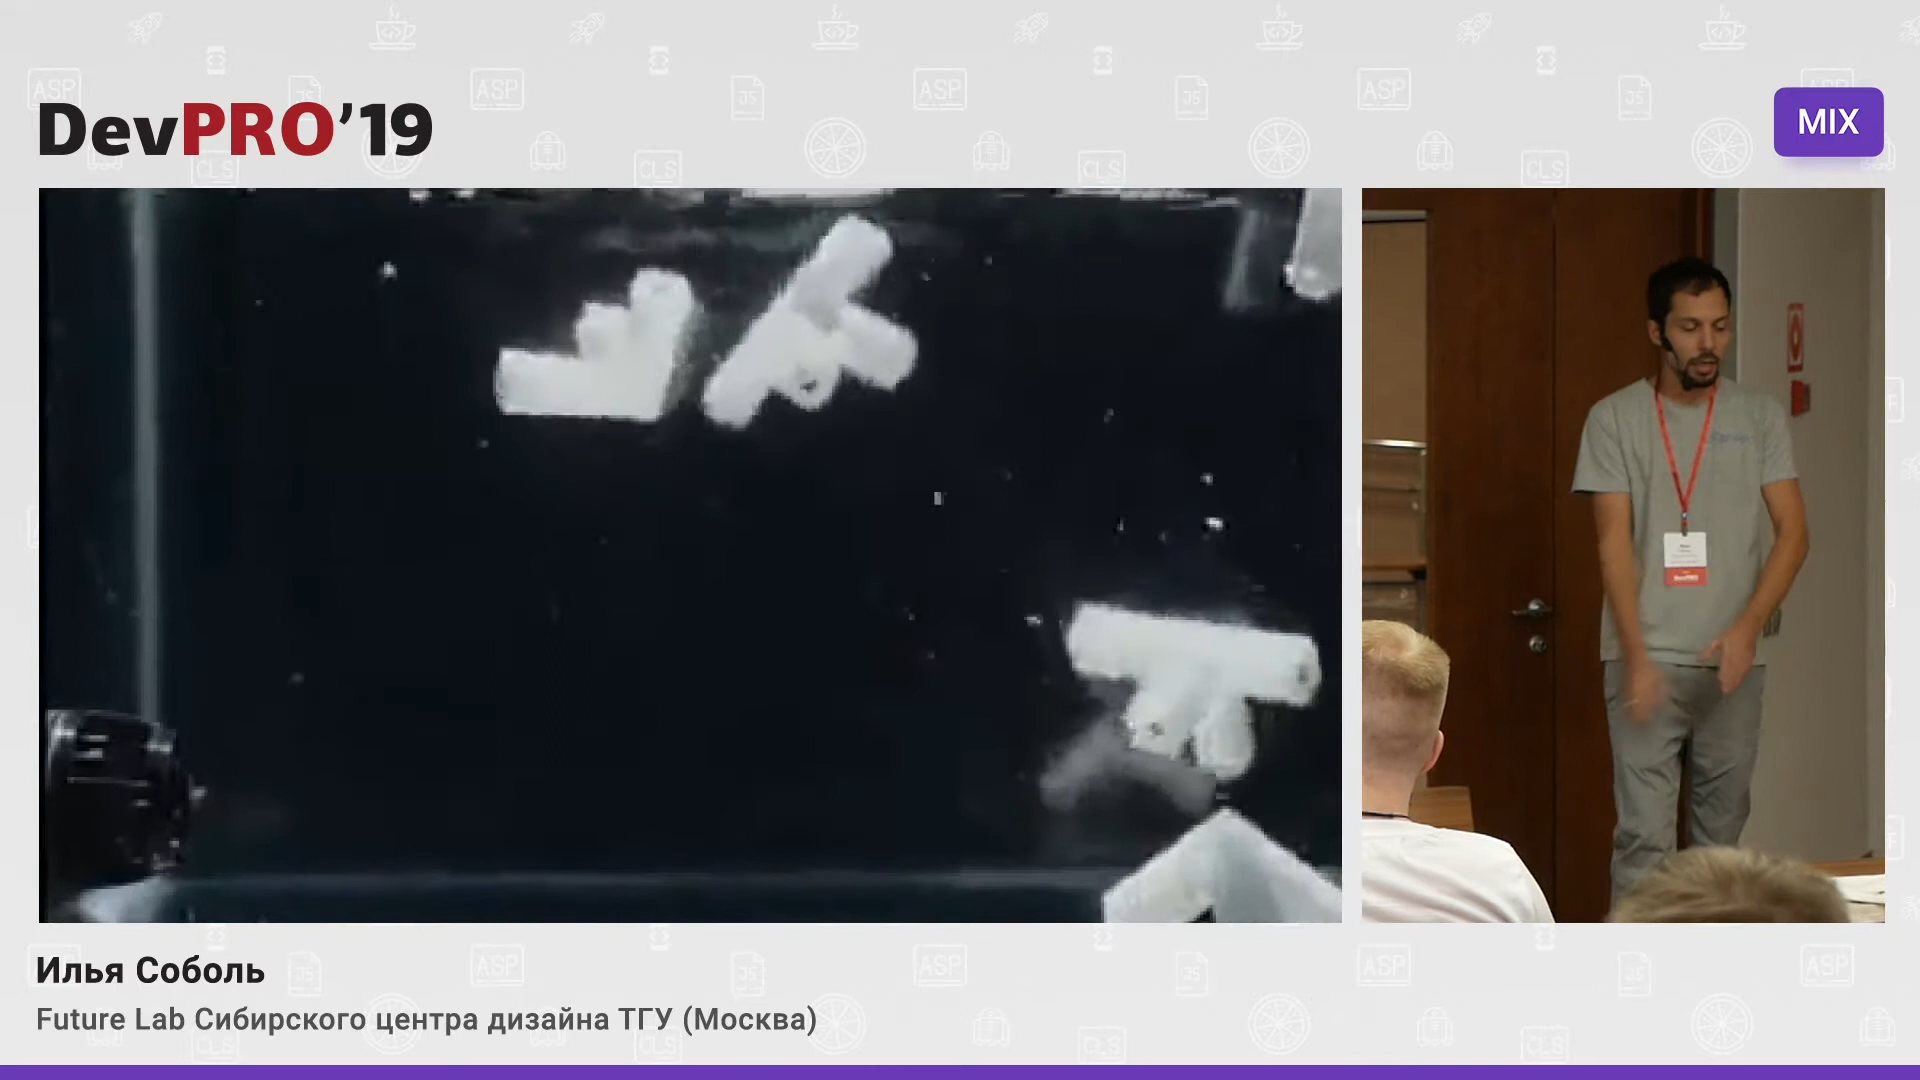 DevPRO’19
MIX
Илья Соболь
Future Lab Сибирского центра дизайна ТГУ (Москва)